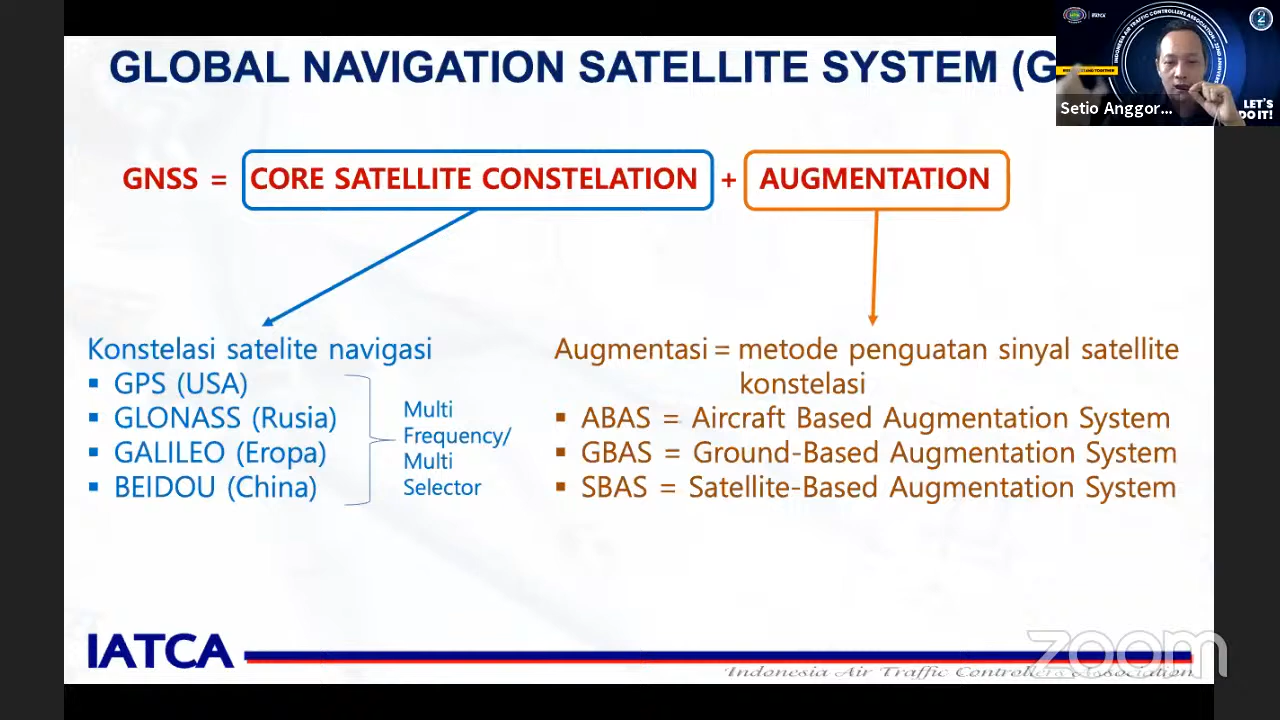 GLOBAL NAVIGATION SATELLITE SYSTEM (G
Setio Anggor...
LET'S
DO IT!
GNSS = CORE SATELLITE CONSTELATION + AUGMENTATION
Konstelasi satelite navigasi
▪ GPS (USA)
▪ GLONASS (Rusia)
▪ GALILEO (Eropa)
▪ BEIDOU (China)
Multi
Frequency/
Multi
Selector
Augmentasi = metode penguatan sinyal satellite
konstelasi
▪ ABAS = Aircraft Based Augmentation System
▪ GBAS = Ground-Based Augmentation System
▪ SBAS = Satellite-Based Augmentation System
IATCA
Indonesia Air Traffic Controllers Association
zoom